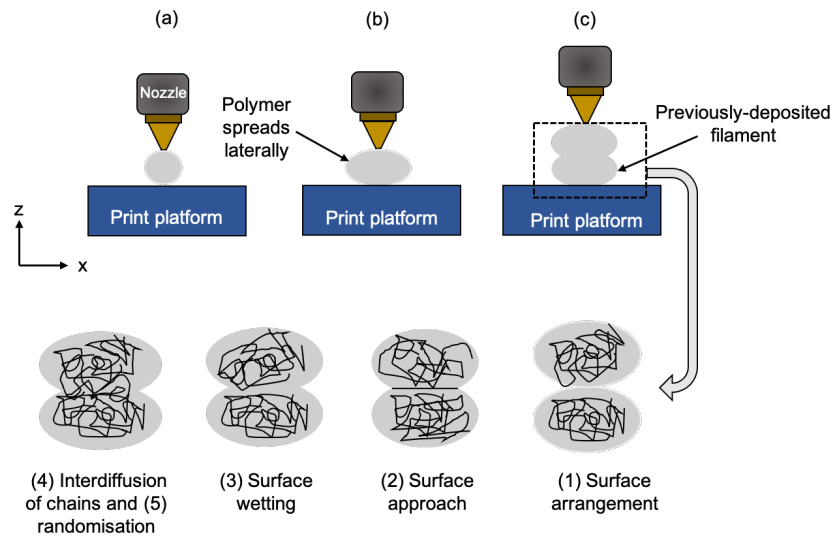 (a)
(b)
(c)
Nozzle
Polymer
spreads
laterally
Previously-deposited
filament
Print platform
Print platform
Print platform
z
x
(4) Interdiffusion
of chains and (5)
randomisation
(3) Surface
wetting
(2) Surface
approach
(1) Surface
arrangement